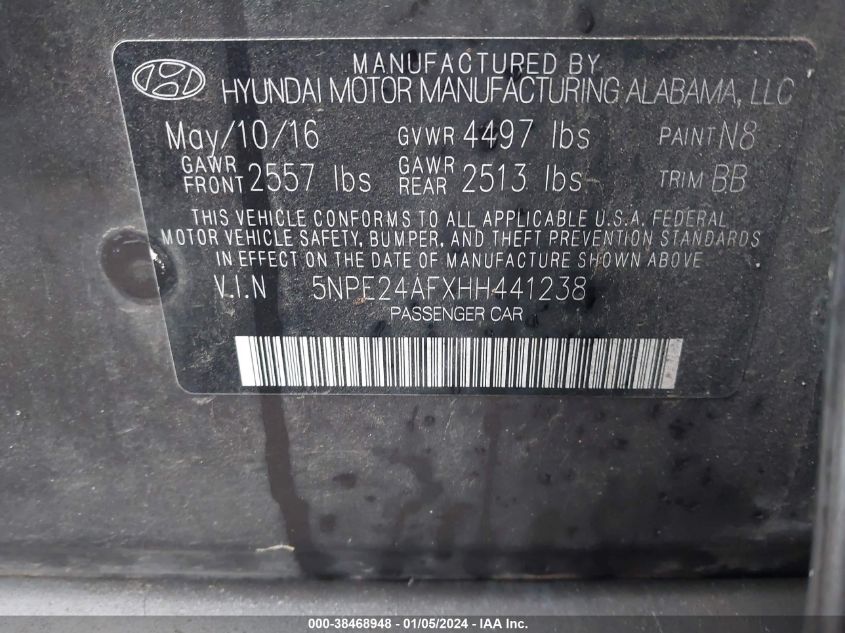 MANUFACTURED BY
HYUNDAI MOTOR MANUFACTURING ALABAMA, LLC
May/10/16 GVWR 4497 lbs PAINT N8
GAWR FRONT 2557 lbs GAWR REAR 2513 lbs TRIM BB
THIS VEHICLE CONFORMS TO ALL APPLICABLE U.S.A. FEDERAL
MOTOR VEHICLE SAFETY, BUMPER, AND THEFT PREVENTION STANDARDS
IN EFFECT ON THE DATE OF MANUFACTURE SHOWN ABOVE
V.I.N 5NPE24AFXHH441238
PASSENGER CAR
000-38468948 - 01/05/2024 - IAA Inc.